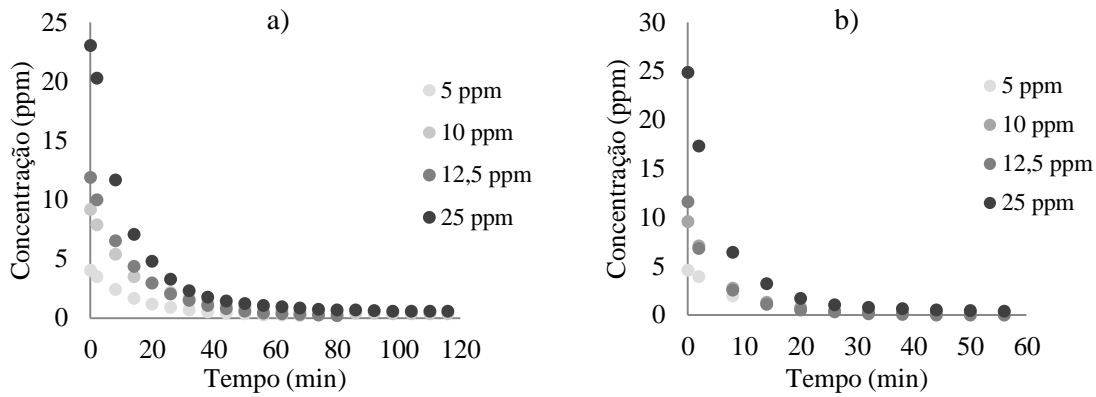 a)
Concentração (ppm)
25
20
15
10
5
0
0 20 40 60 80 100 120
Tempo (min)
5 ppm
10 ppm
12,5 ppm
25 ppm
b)
Concentração (ppm)
30
25
20
15
10
5
0
0 10 20 30 40 50 60
Tempo (min)
5 ppm
10 ppm
12,5 ppm
25 ppm